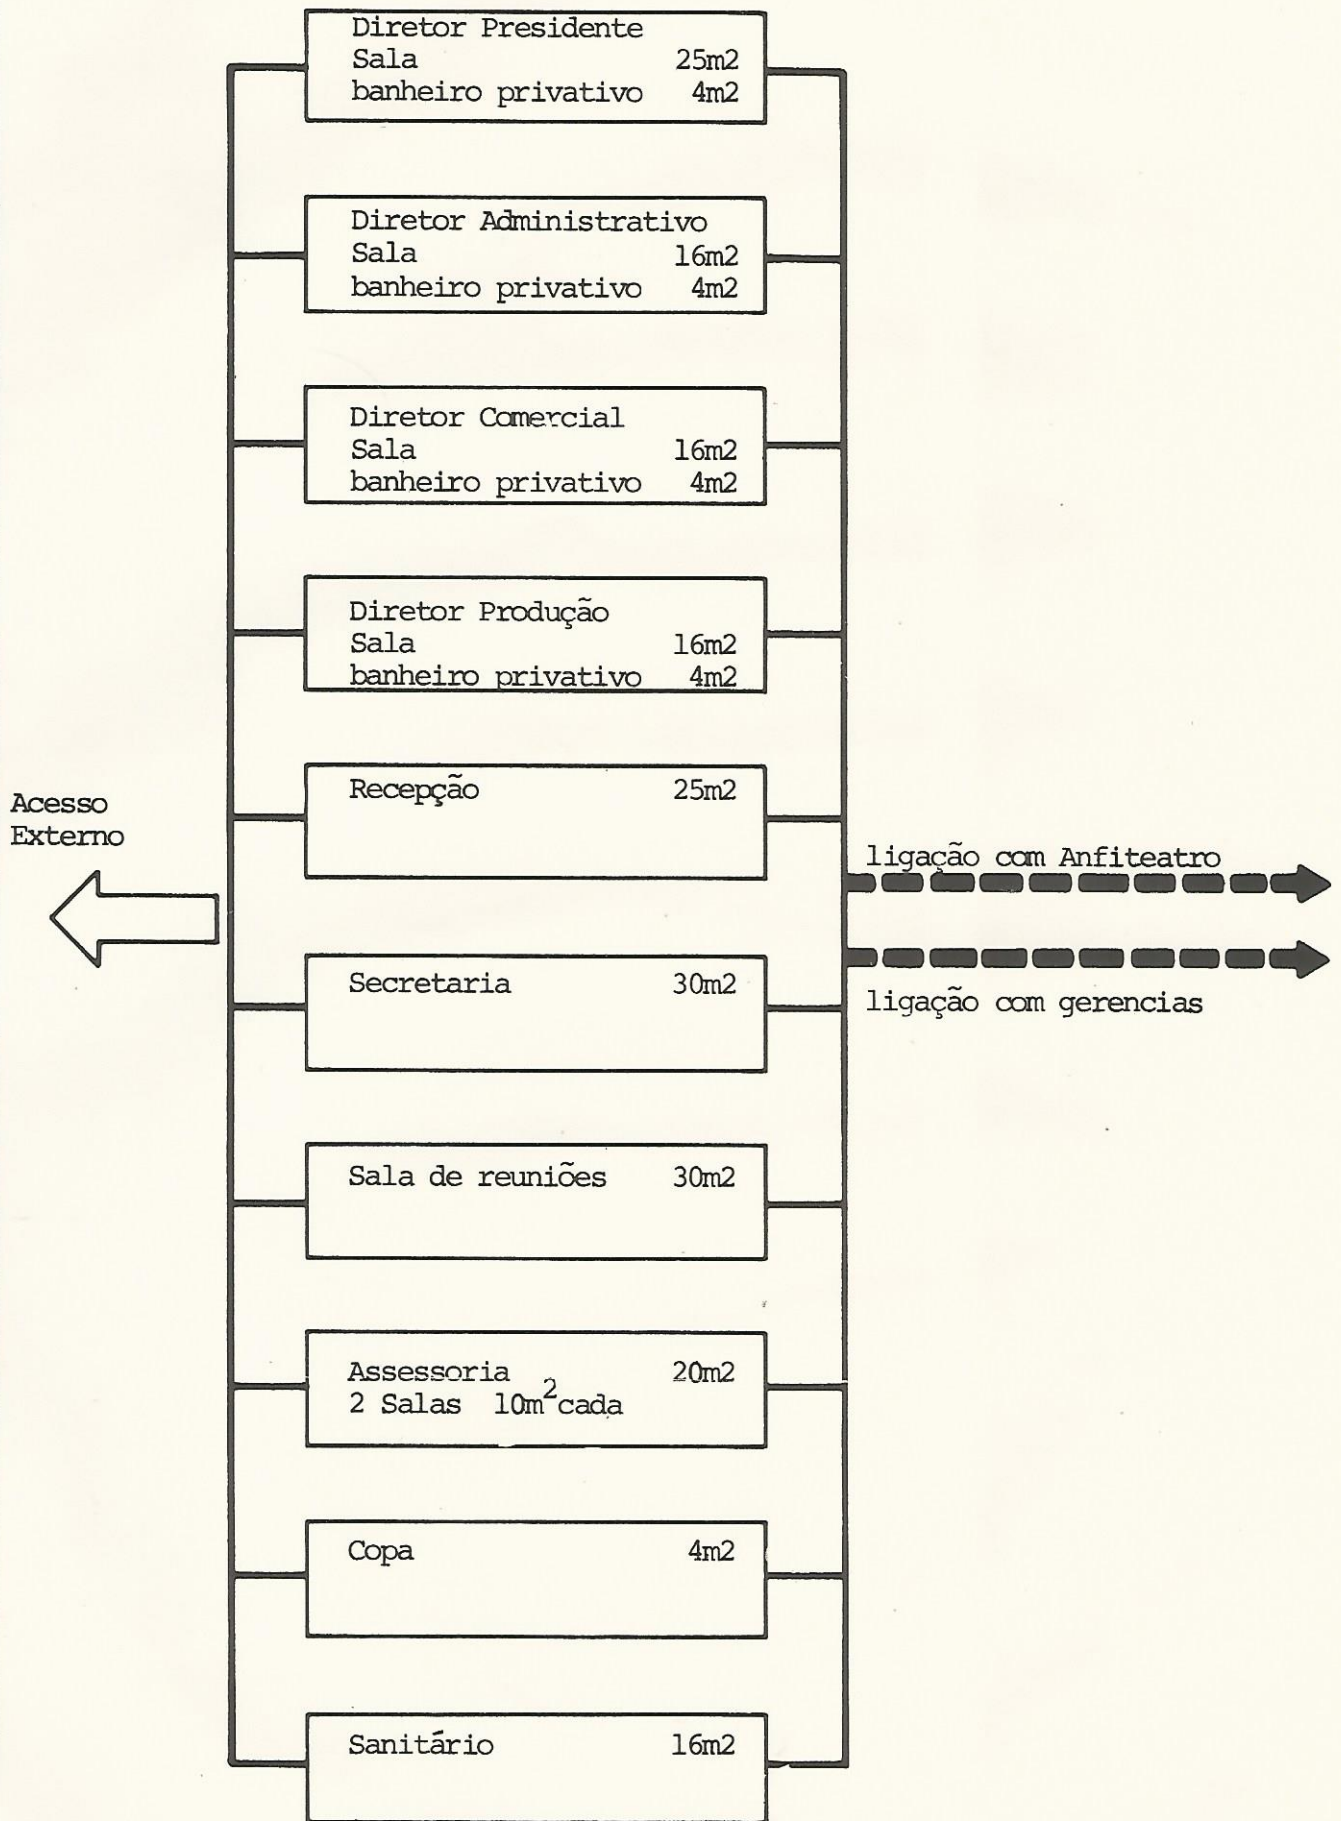 Diretor Presidente
Sala 25m2
banheiro privativo 4m2
Diretor Administrativo
Sala 16m2
banheiro privativo 4m2
Diretor Comercial
Sala 16m2
banheiro privativo 4m2
Diretor Produção
Sala 16m2
banheiro privativo 4m2
Recepção 25m2
Acesso
Externo
ligação com Anfiteatro
Secretaria 30m2
ligação com gerencias
Sala de reuniões 30m2
Assessoria 20m2
2 Salas 10m² cada
Copa 4m2
Sanitário 16m2